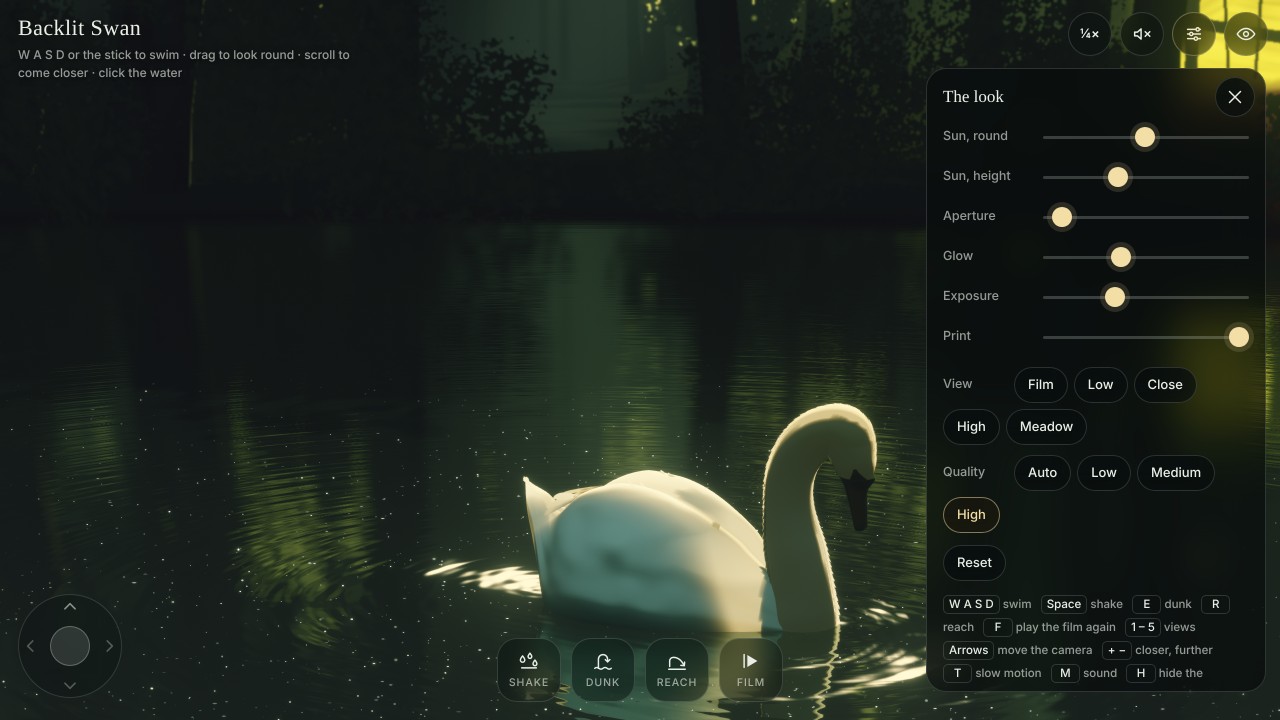 Backlit Swan
W A S D or the stick to swim · drag to look round · scroll to
come closer · click the water
¼×
The look
Sun, round
Sun, height
Aperture
Glow
Exposure
Print
View Film Low Close
High Meadow
Quality Auto Low Medium
High
Reset
W A S D swim Space shake E dunk R
reach F play the film again 1 – 5 views
Arrows move the camera + – closer, further
T slow motion M sound H hide the
SHAKE DUNK REACH FILM